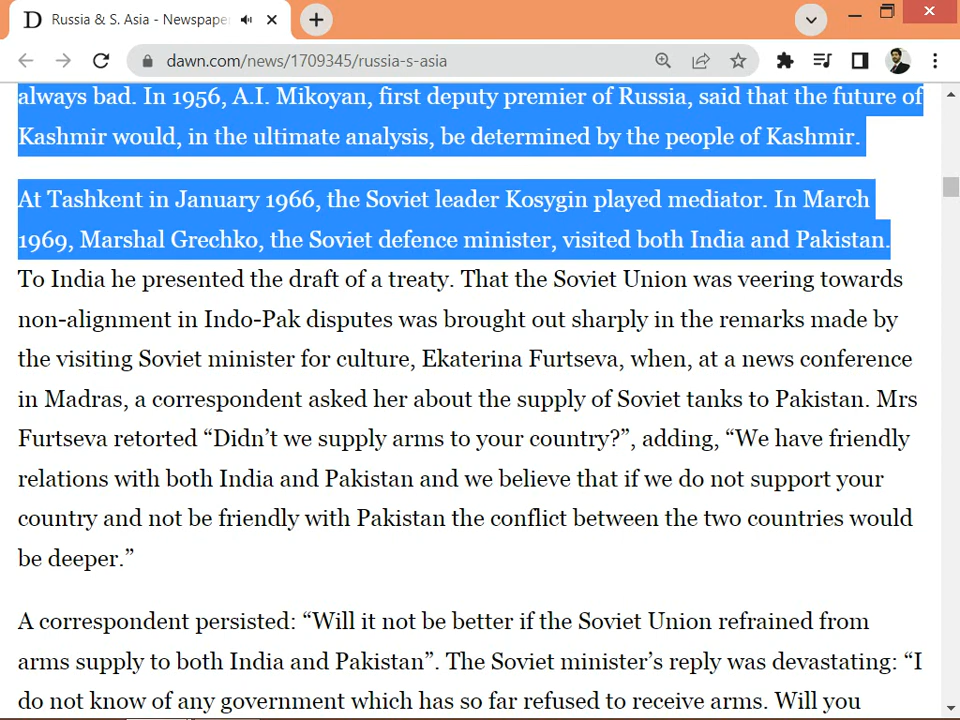 Russia & S. Asia - Newspape
dawn.com/news/1709345/russia-s-asia
always bad. In 1956, A.I. Mikoyan, first deputy premier of Russia, said that the future of
Kashmir would, in the ultimate analysis, be determined by the people of Kashmir.
At Tashkent in January 1966, the Soviet leader Kosygin played mediator. In March
1969, Marshal Grechko, the Soviet defence minister, visited both India and Pakistan.
To India he presented the draft of a treaty. That the Soviet Union was veering towards
non-alignment in Indo-Pak disputes was brought out sharply in the remarks made by
the visiting Soviet minister for culture, Ekaterina Furtseva, when, at a news conference
in Madras, a correspondent asked her about the supply of Soviet tanks to Pakistan. Mrs
Furtseva retorted “Didn’t we supply arms to your country?”, adding, “We have friendly
relations with both India and Pakistan and we believe that if we do not support your
country and not be friendly with Pakistan the conflict between the two countries would
be deeper.”
A correspondent persisted: “Will it not be better if the Soviet Union refrained from
arms supply to both India and Pakistan”. The Soviet minister’s reply was devastating: “I
do not know of any government which has so far refused to receive arms. Will you